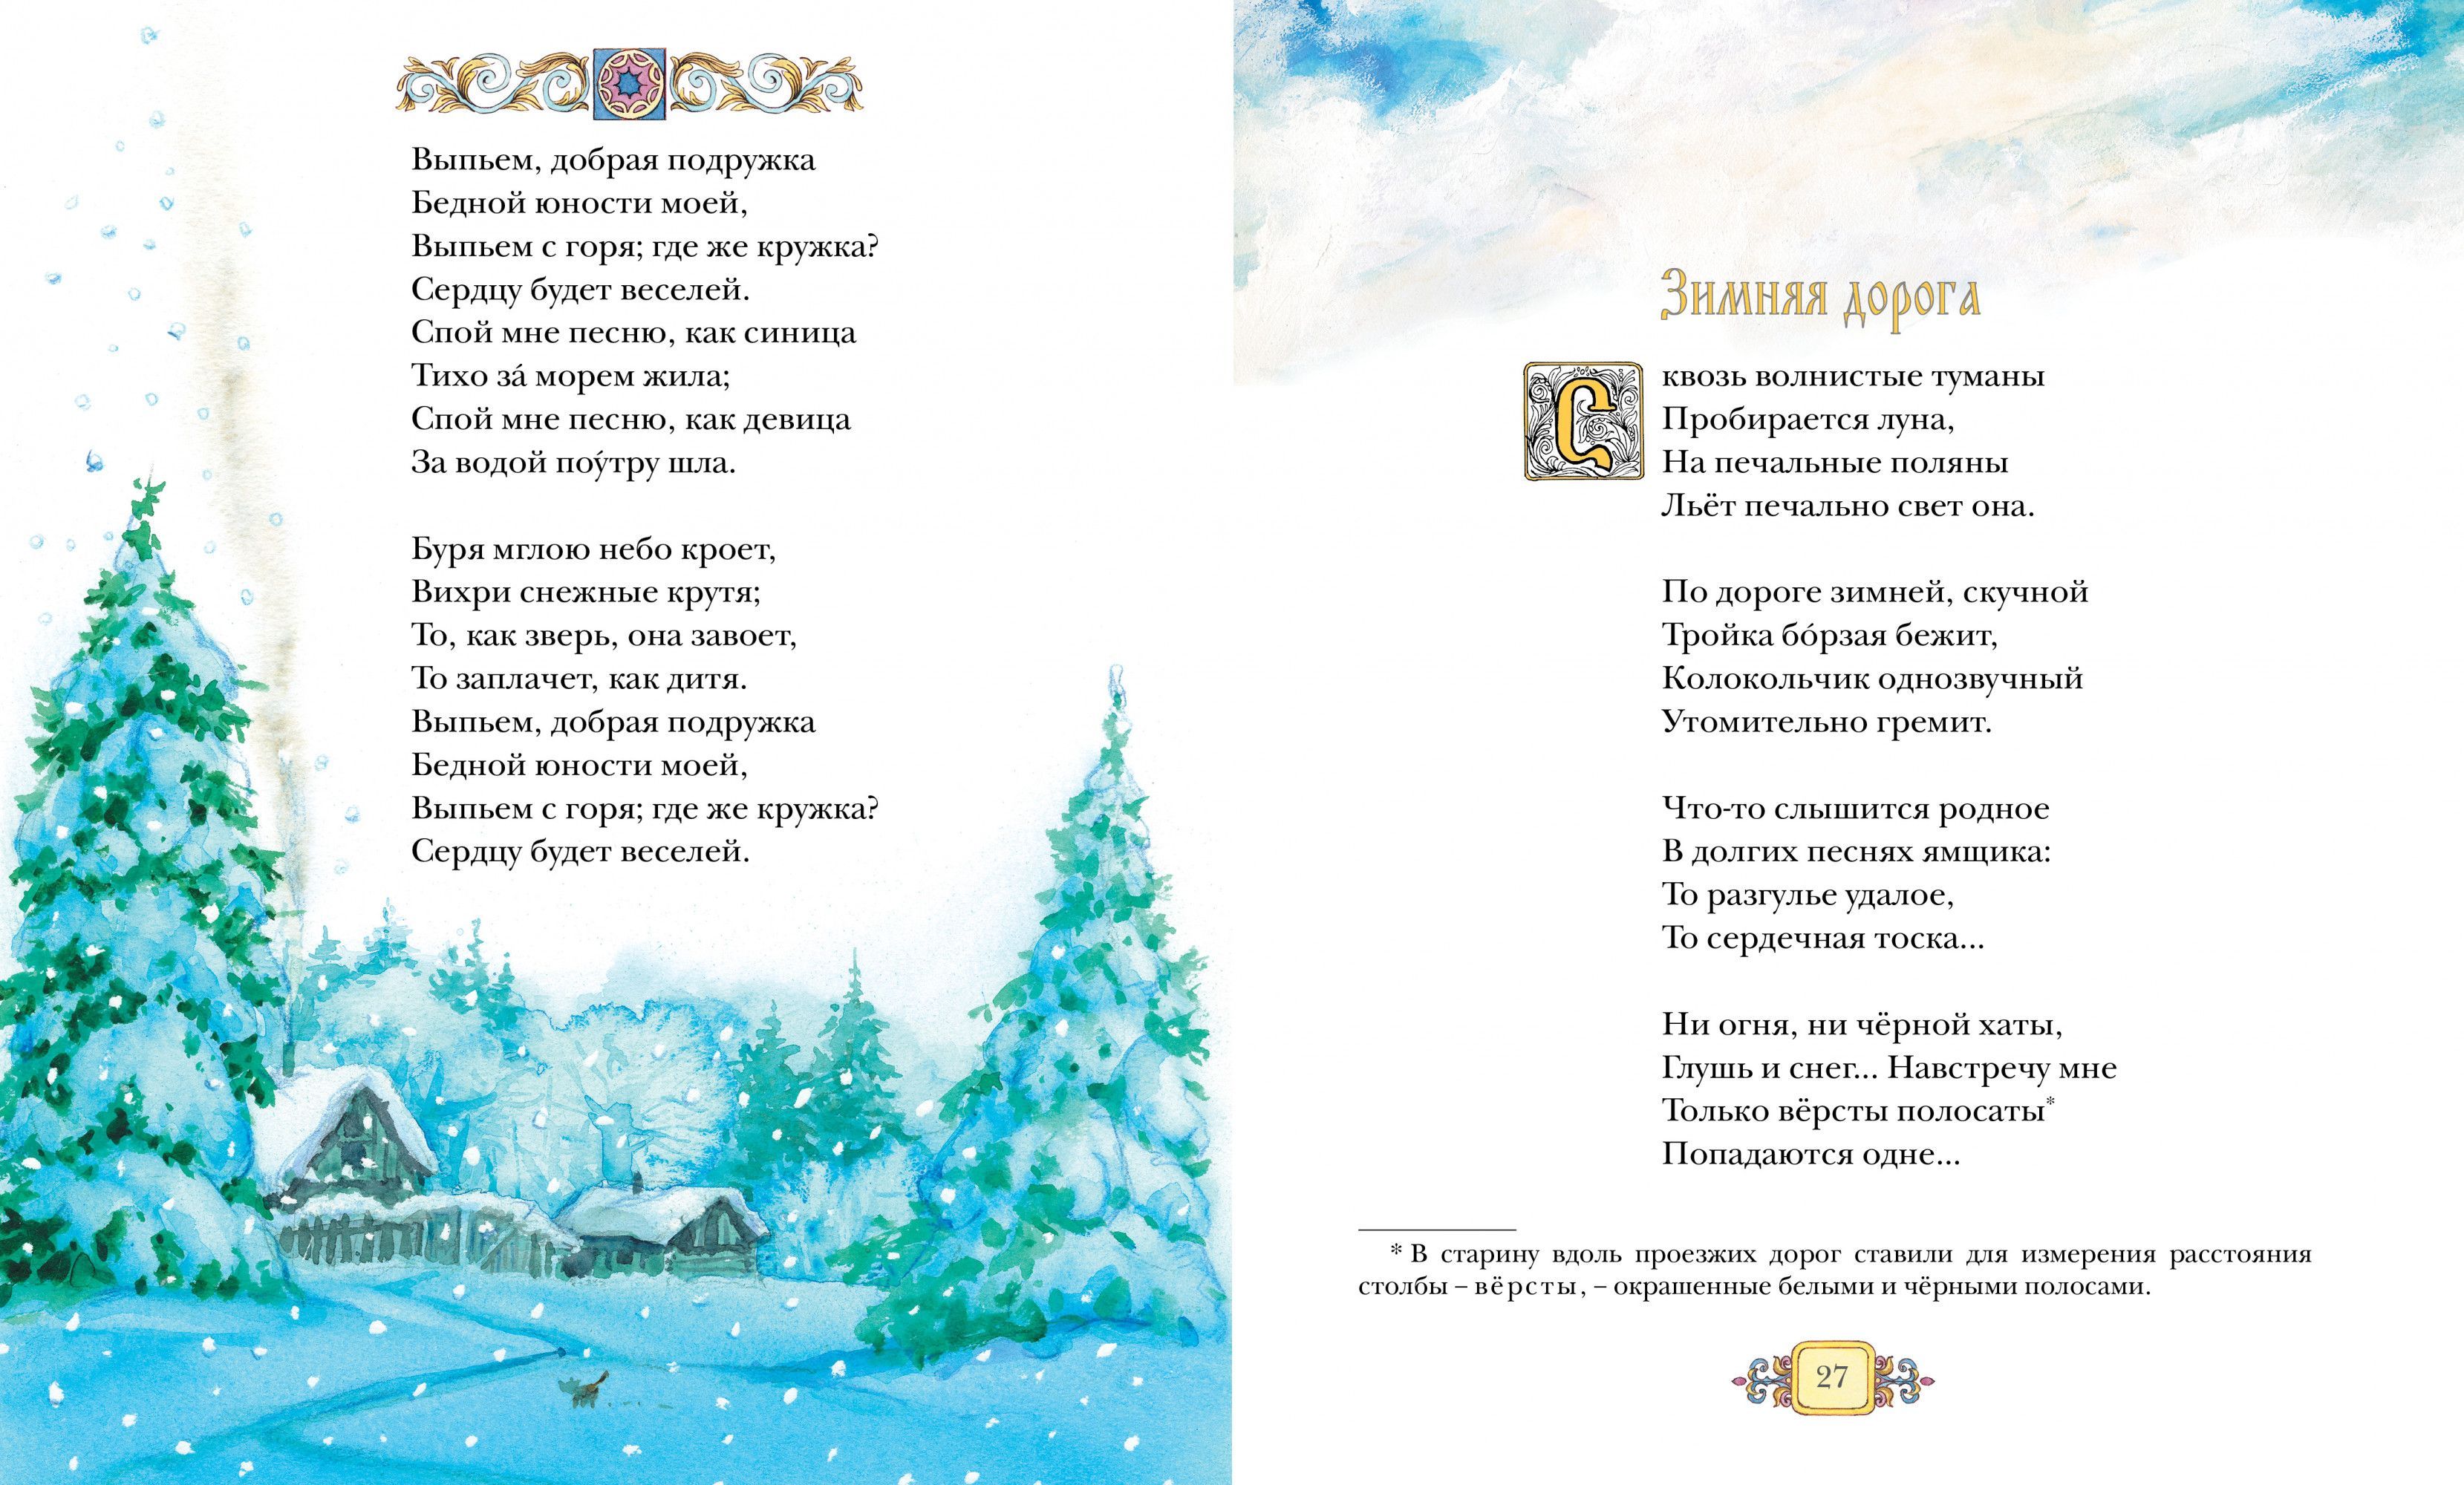 Выпьем, добрая подружка
Бедной юности моей,
Выпьем с горя; где же кружка?
Сердцу будет веселей.
Спой мне песню, как синица
Тихо за́ морем жила;
Спой мне песню, как девица
За водой поу́тру шла.
Буря мглою небо кроет,
Вихри снежные крутя;
То, как зверь, она завоет,
То заплачет, как дитя.
Выпьем, добрая подружка
Бедной юности моей,
Выпьем с горя; где же кружка?
Сердцу будет веселей.
Зимняя дорога
Сквозь волнистые туманы
Пробирается луна,
На печальные поляны
Льёт печально свет она.
По дороге зимней, скучной
Тройка бо́рзая бежит,
Колокольчик однозвучный
Утомительно гремит.
Что-то слышится родное
В долгих песнях ямщика:
То разгулье удалое,
То сердечная тоска...
Ни огня, ни чёрной хаты,
Глушь и снег... Навстречу мне
Только вёрсты полосаты*
Попадаются одне...
* В старину вдоль проезжих дорог ставили для измерения расстояния
столбы – вёрсты, – окрашенные белыми и чёрными полосами.
27